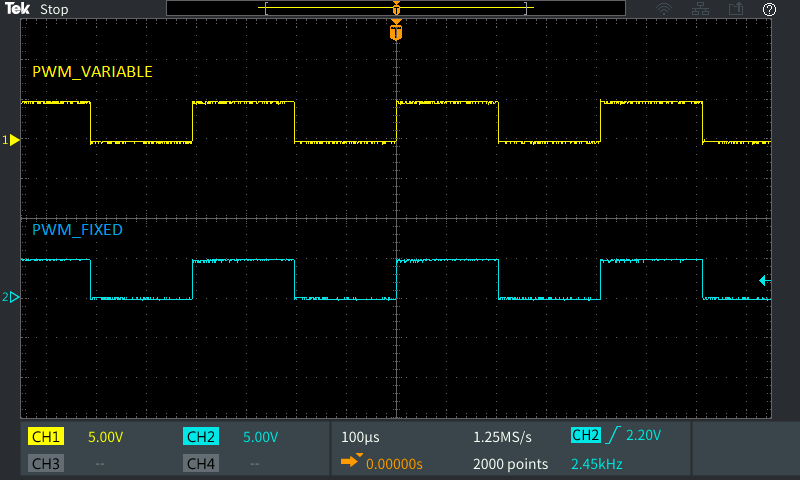 Tek Stop
T
T
PWM_VARIABLE
1
PWM_FIXED
2
CH1 5.00V CH2 5.00V 100µs 1.25MS/s CH2 2.20V
CH3 -- CH4 -- 0.00000s 2000 points 2.45kHz